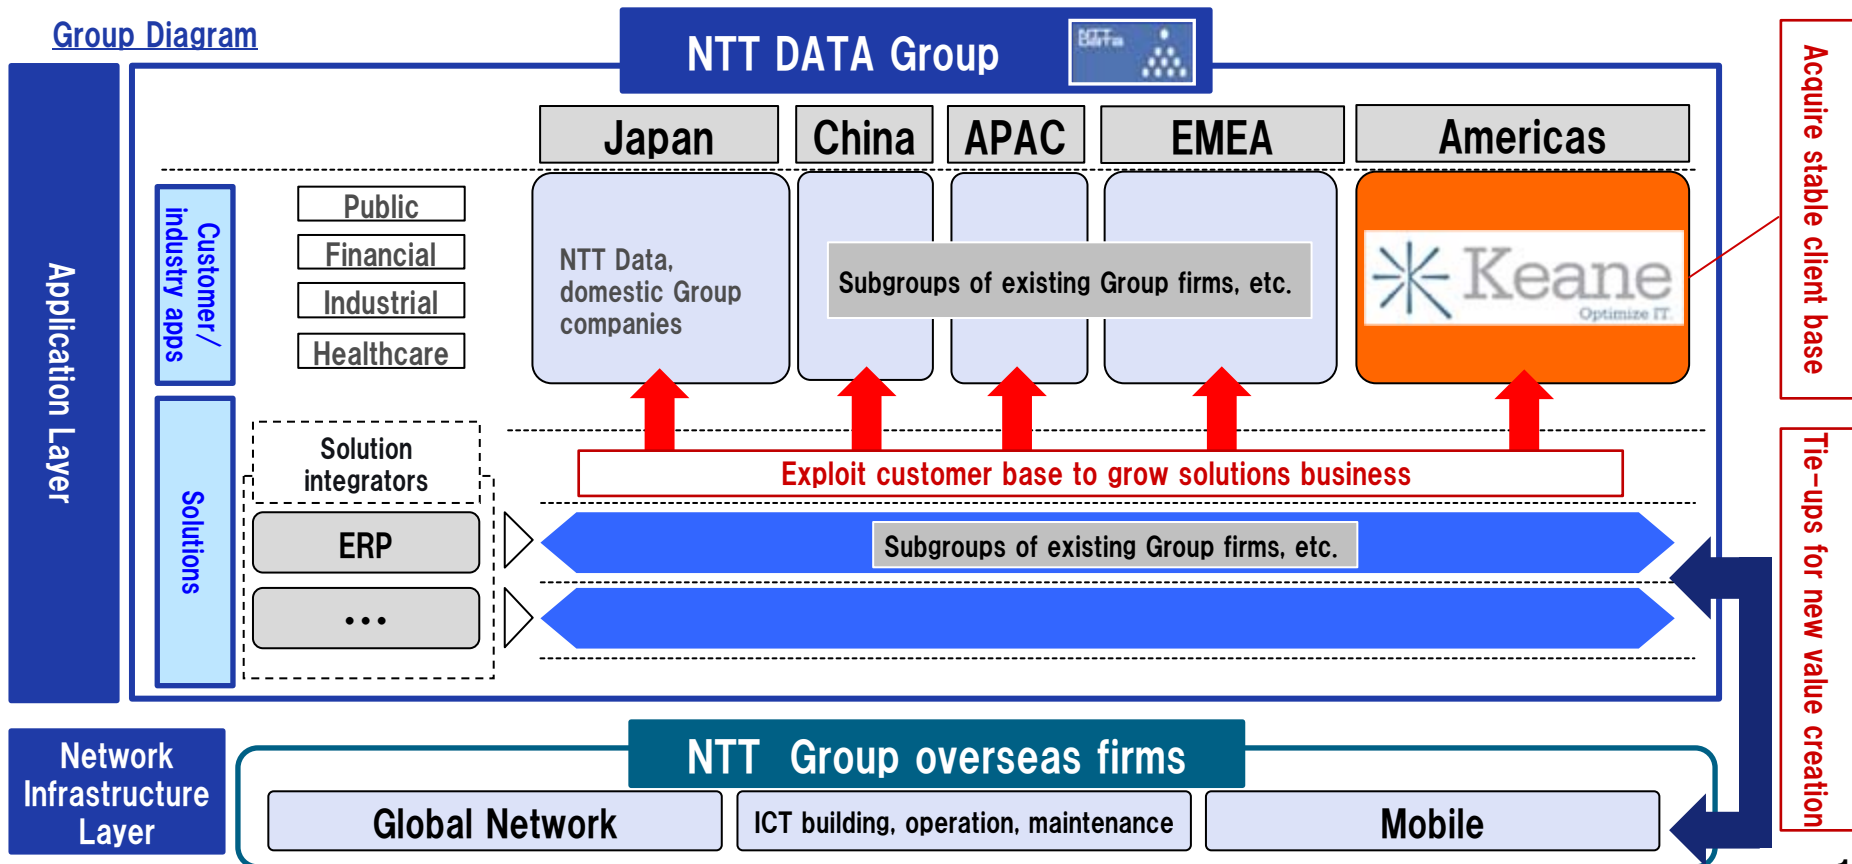 Group Diagram
NTT DATA Group
NTT
DATA
Japan
China
APAC
EMEA
Americas
Application Layer
Customer/
industry apps
Public
Financial
Industrial
Healthcare
NTT Data,
domestic Group
companies
Subgroups of existing Group firms, etc.
Keane
Optimize IT.
Acquire stable client base
Solutions
Solution
integrators
Exploit customer base to grow solutions business
ERP
Subgroups of existing Group firms, etc.
...
Tie-ups for new value creation
Network
Infrastructure
Layer
NTT Group overseas firms
Global Network
ICT building, operation, maintenance
Mobile